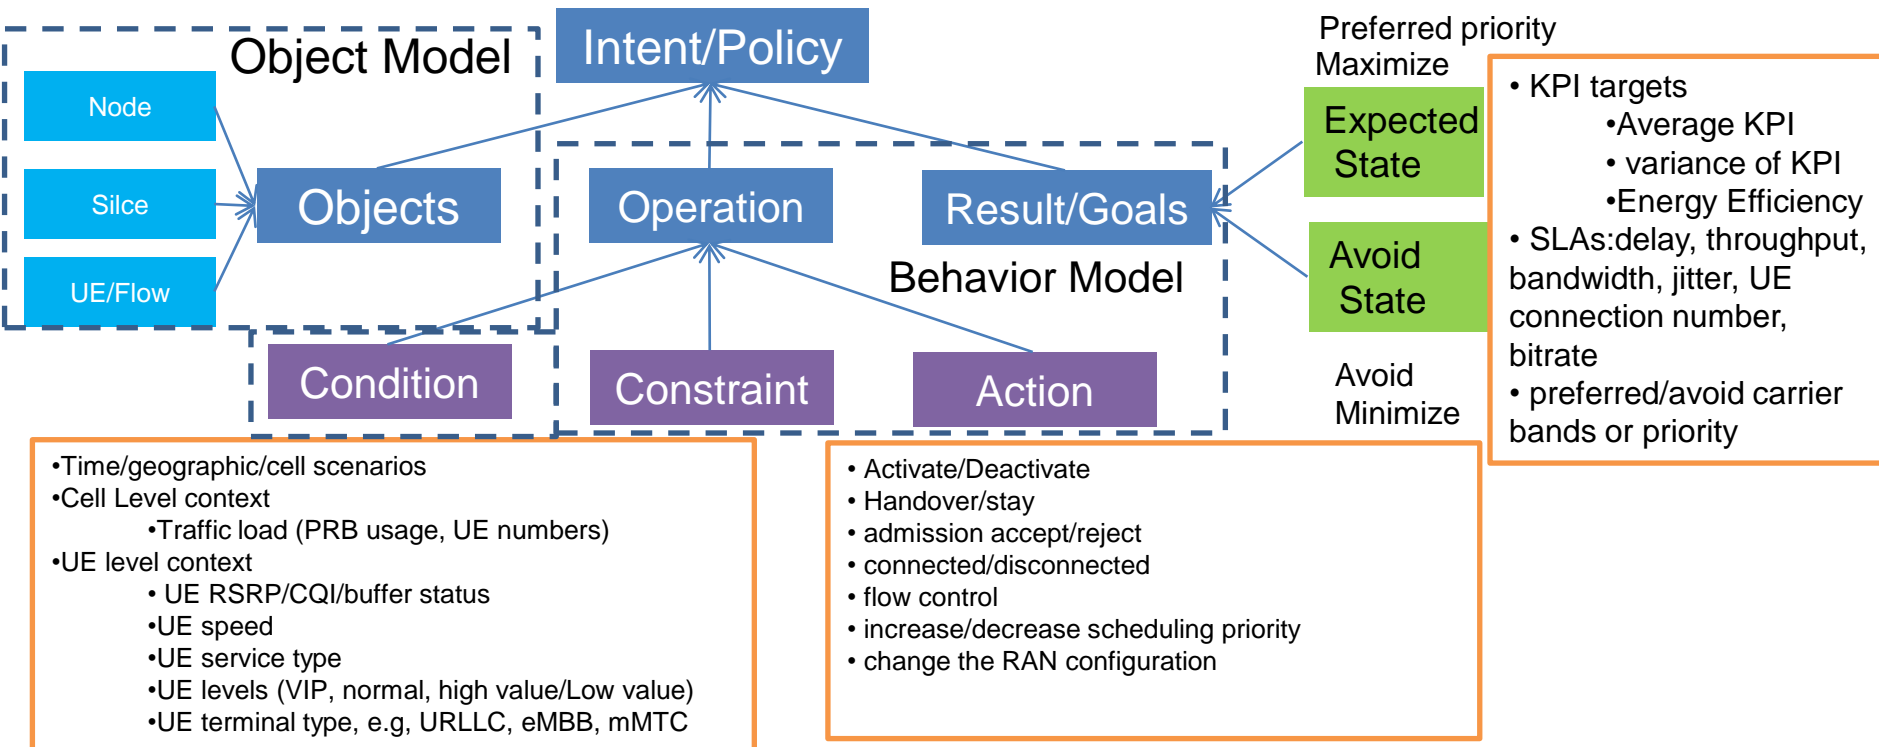 Object Model
Intent/Policy
Preferred priority
Maximize
Node
Silce
UE/Flow
Objects
Operation
Result/Goals
Expected
State
Avoid
State
Behavior Model
Condition
Constraint
Action
Avoid
Minimize
• KPI targets
•Average KPI
• variance of KPI
•Energy Efficiency
• SLAs:delay, throughput,
bandwidth, jitter, UE
connection number,
bitrate
• preferred/avoid carrier
bands or priority
•Time/geographic/cell scenarios
•Cell Level context
•Traffic load (PRB usage, UE numbers)
•UE level context
• UE RSRP/CQI/buffer status
•UE speed
•UE service type
•UE levels (VIP, normal, high value/Low value)
•UE terminal type, e.g, URLLC, eMBB, mMTC
• Activate/Deactivate
• Handover/stay
• admission accept/reject
• connected/disconnected
• flow control
• increase/decrease scheduling priority
• change the RAN configuration